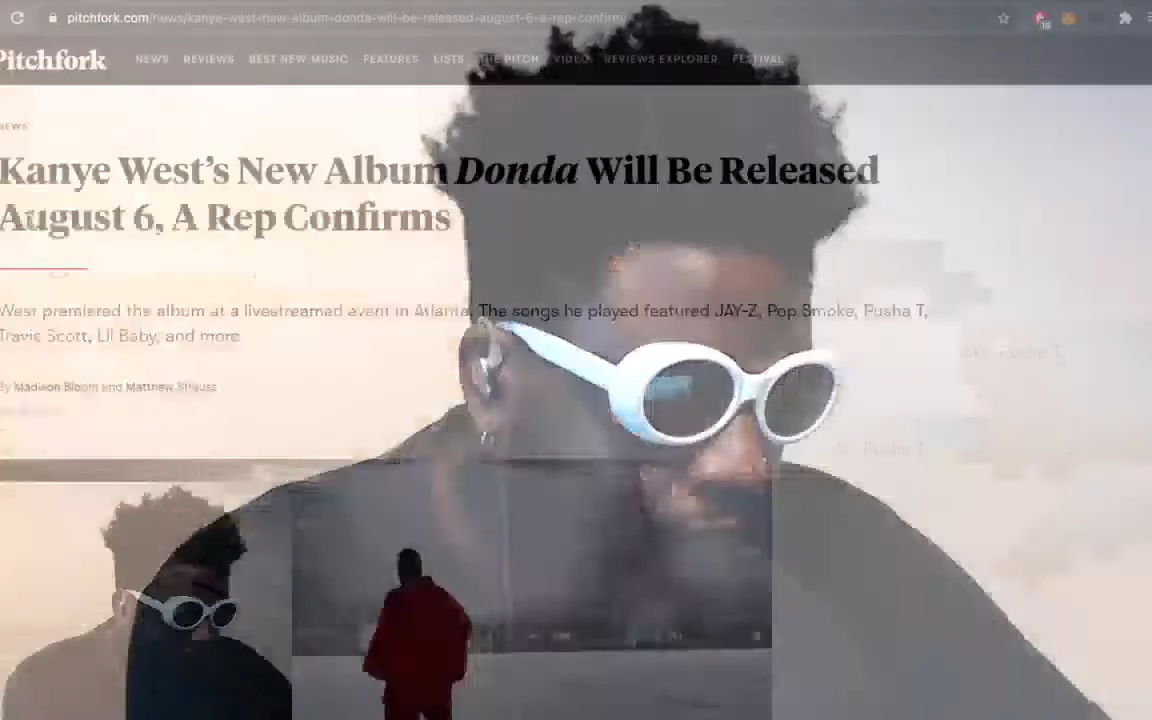 pitchfork.com/news/kanye-west-new-album-donda-will-be-released-august-6-a-rep-confirm
Pitchfork NEWS REVIEWS BEST NEW MUSIC FEATURES LISTS THE PITCH VIDEO REVIEWS EXPLORER FESTIVAL
NEWS
Kanye West's New Album Donda Will Be Released
August 6, A Rep Confirms
West premiered the album at a livestreamed event in Atlanta. The songs he played featured JAY-Z, Pop Smoke, Pusha T,
Travis Scott, Lil Baby, and more
By Madison Bloom and Matthew Strauss
Pusha T,
Pusha T,